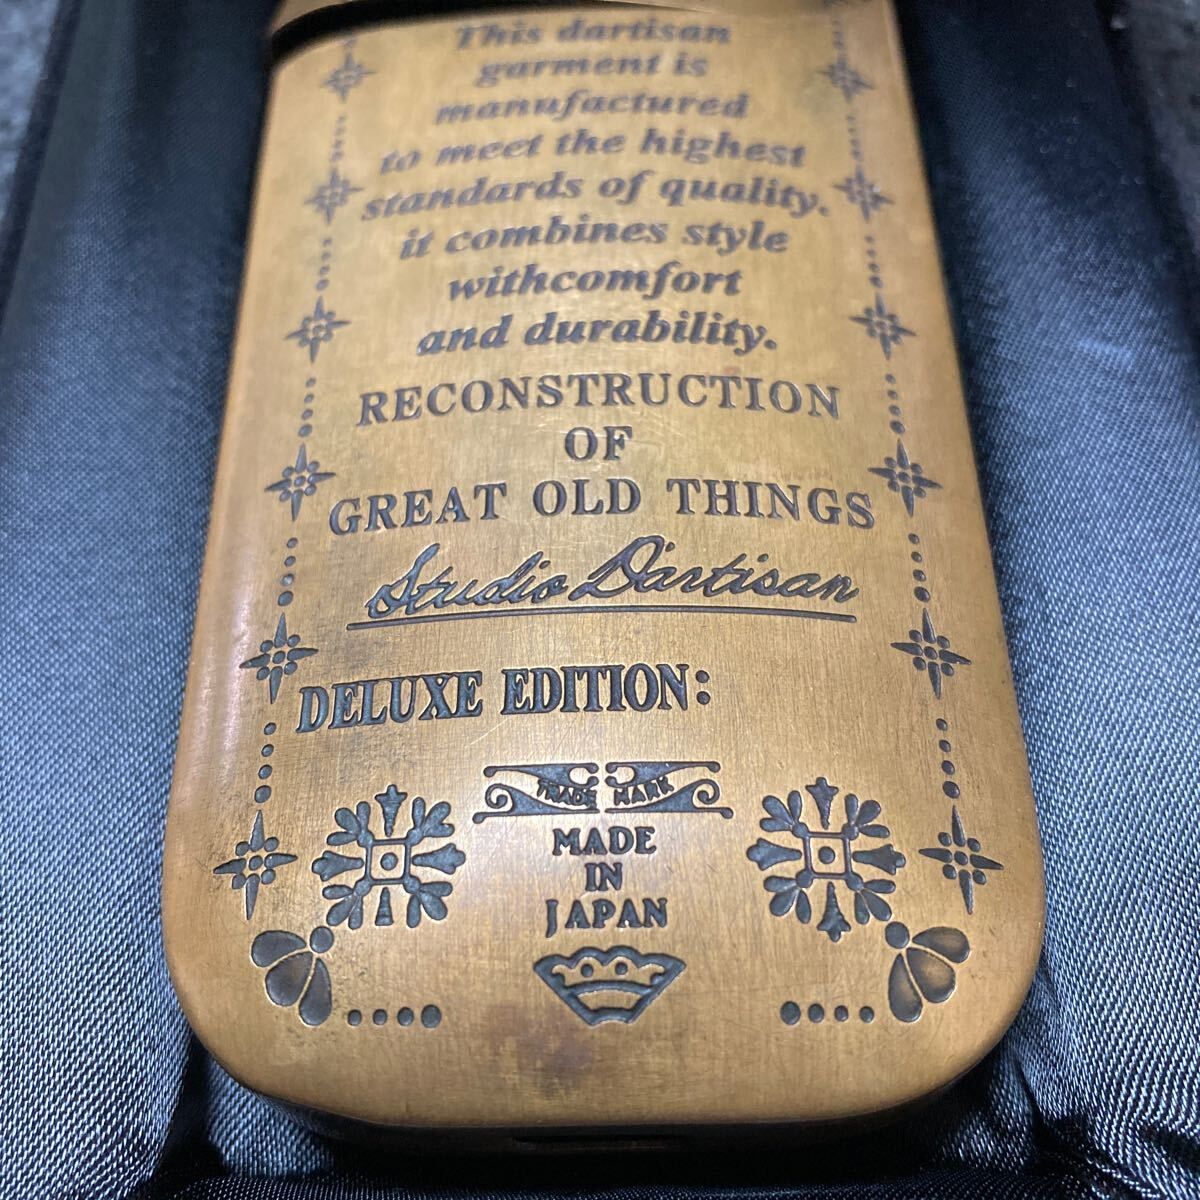 This dartisan
garment is
manufactured
to meet the highest
standards of quality.
it combines style
withcomfort
and durability.
RECONSTRUCTION
OF
GREAT OLD THINGS
Studio D'artisan
DELUXE EDITION:
TRADE MARK
MADE
IN
JAPAN